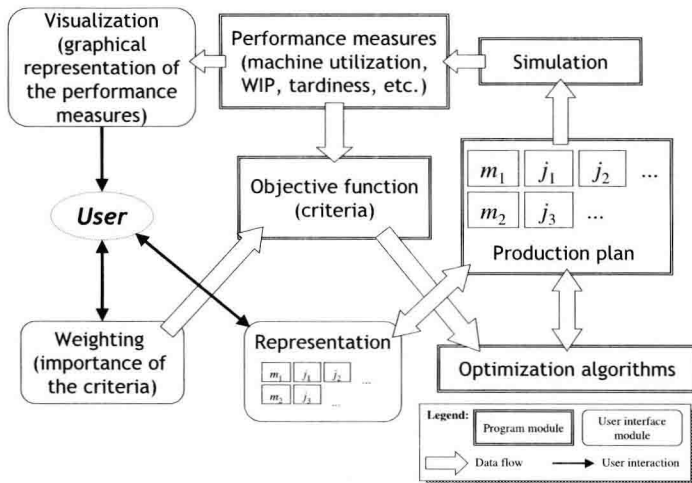 Visualization
(graphical
representation of
the performance
measures)
Performance measures
(machine utilization,
WIP, tardiness, etc.)
Simulation
m₁ j₁ j₂ ...
m₂ j₃ ...
Production plan
Objective function
(criteria)
User
Weighting
(importance of
the criteria)
Representation
m₁ j₁ j₂ ...
m₂ j₃ ...
Optimization algorithms
Legend:
Program module
User interface
module
Data flow
User interaction